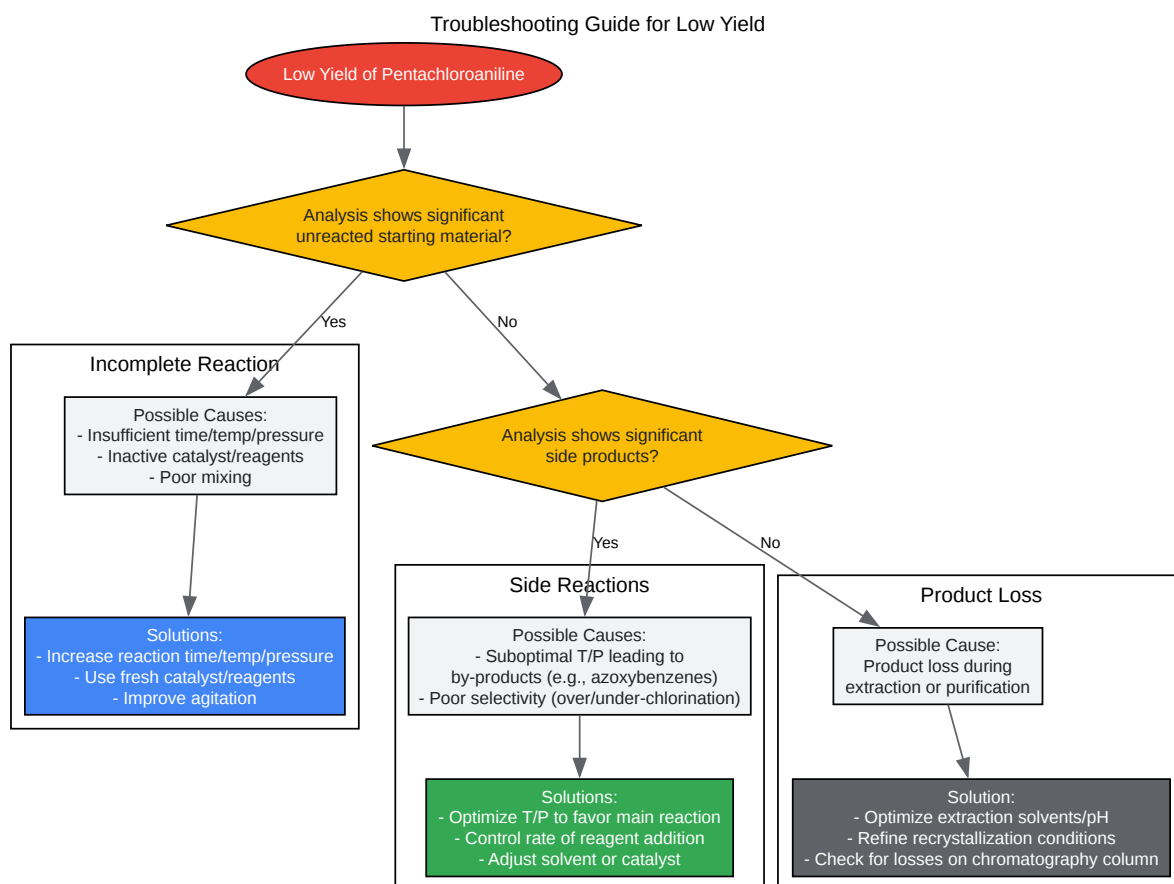 Troubleshooting Guide for Low Yield
Low Yield of Pentachloroaniline
Analysis shows significant
unreacted starting material?
Yes
No
Incomplete Reaction
Possible Causes:
- Insufficient time/temp/pressure
- Inactive catalyst/reagents
- Poor mixing
Solutions:
- Increase reaction time/temp/pressure
- Use fresh catalyst/reagents
- Improve agitation
Analysis shows significant
side products?
Yes
No
Side Reactions
Possible Causes:
- Suboptimal T/P leading to
by-products (e.g., azoxybenzenes)
- Poor selectivity (over/under-chlorination)
Solutions:
- Optimize T/P to favor main reaction
- Control rate of reagent addition
- Adjust solvent or catalyst
Product Loss
Possible Cause:
Product loss during
extraction or purification
Solution:
- Optimize extraction solvents/pH
- Refine recrystallization conditions
- Check for losses on chromatography column